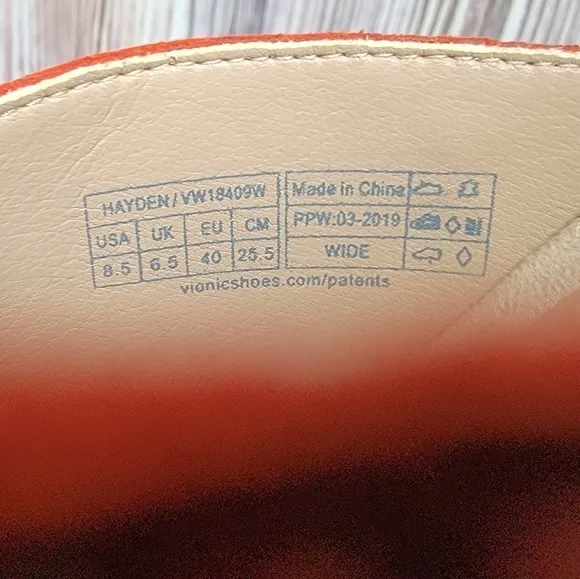 HAYDEN / VW18409W
USA UK EU CM
8.5 6.5 40 25.5
Made in China
PPW:03-2019
WIDE
vionicshoes.com/patents